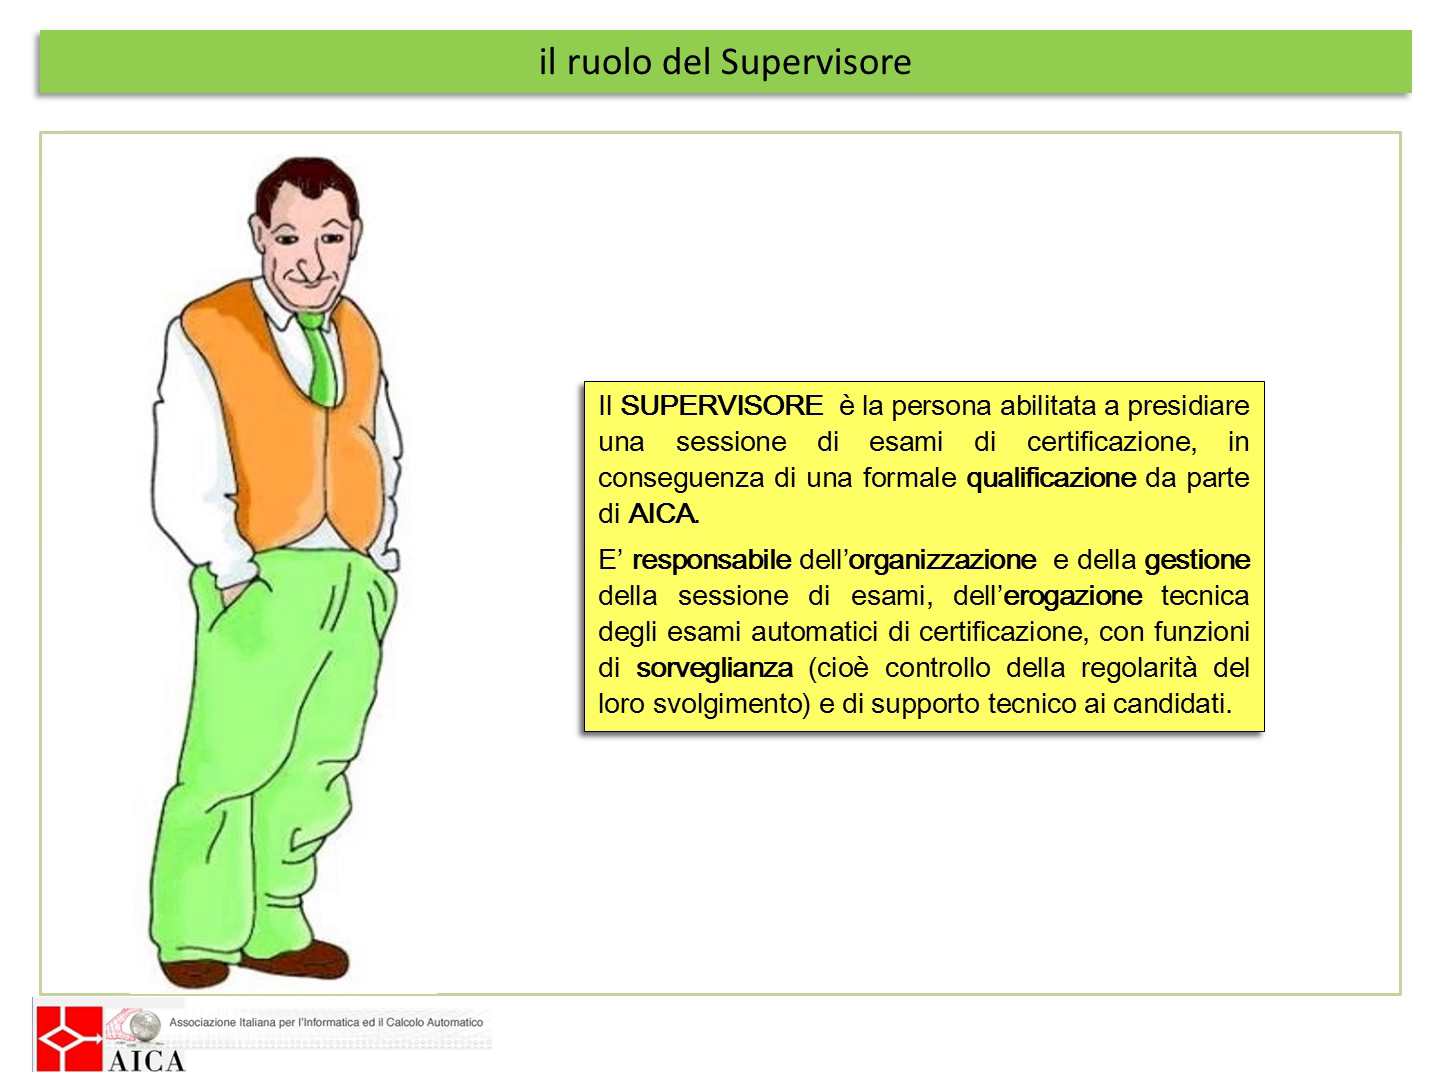 il ruolo del Supervisore
Il SUPERVISORE è la persona abilitata a presidiare
una sessione di esami di certificazione, in
conseguenza di una formale qualificazione da parte
di AICA.
E’ responsabile dell’organizzazione e della gestione
della sessione di esami, dell’erogazione tecnica
degli esami automatici di certificazione, con funzioni
di sorveglianza (cioè controllo della regolarità del
loro svolgimento) e di supporto tecnico ai candidati.
Associazione Italiana per l'Informatica ed il Calcolo Automatico
AICA